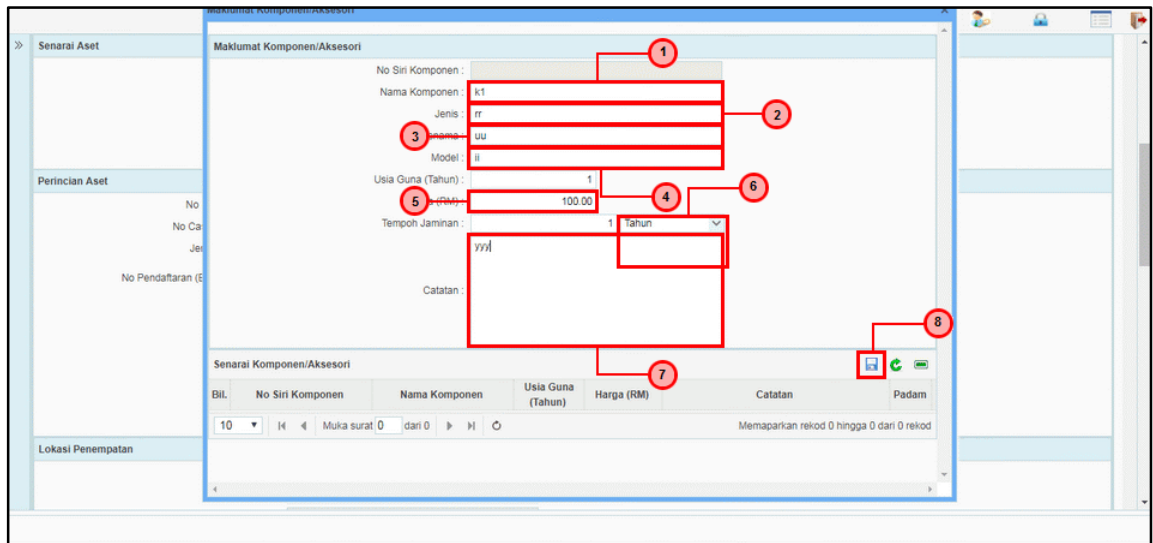 Maklumat Komponen/Aksesori
Senarai Aset
Maklumat Komponen/Aksesori
1
No Siri Komponen :
Nama Komponen : k1
Jenis : rr
2
3 enama : uu
Model : ii
Perincian Aset
Usia Guna (Tahun) : 1
6
4
No
5 (RM) : 100.00
No Ca
Tempoh Jaminan : 1 Tahun
Je
yyy
No Pendaftaran (E
Catatan :
8
Senarai Komponen/Aksesori
7
Bil. No Siri Komponen Nama Komponen Usia Guna (Tahun) Harga (RM) Catatan Padam
10 Muka surat 0 dari 0 Memaparkan rekod 0 hingga 0 dari 0 rekod
Lokasi Penempatan